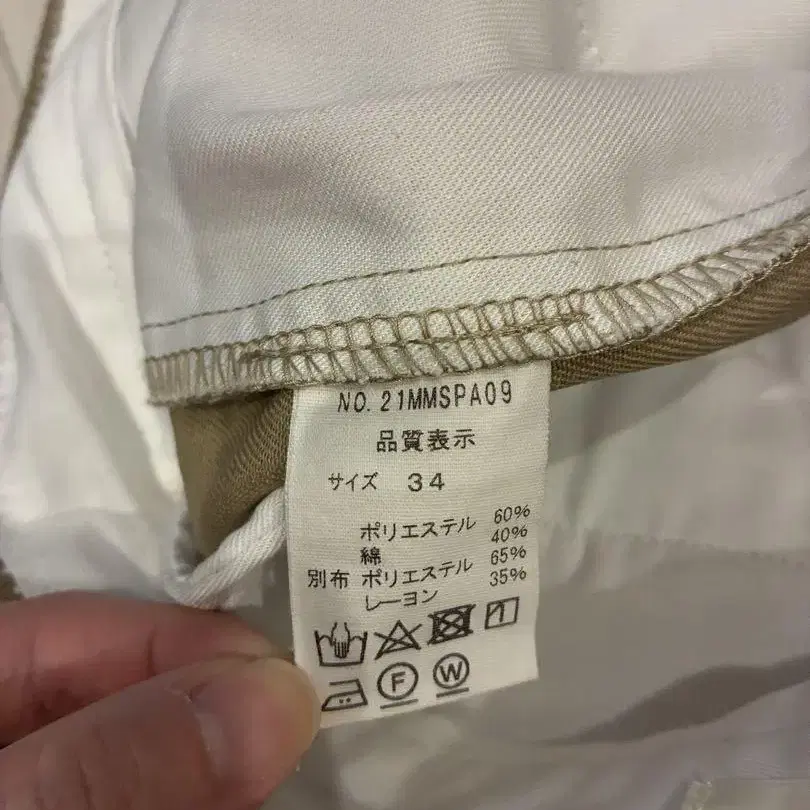 NO. 21MMSPA09
品質表示
サイズ 34
ポリエステル 60%
綿 40%
別布 ポリエステル 65%
レーヨン 35%
F W